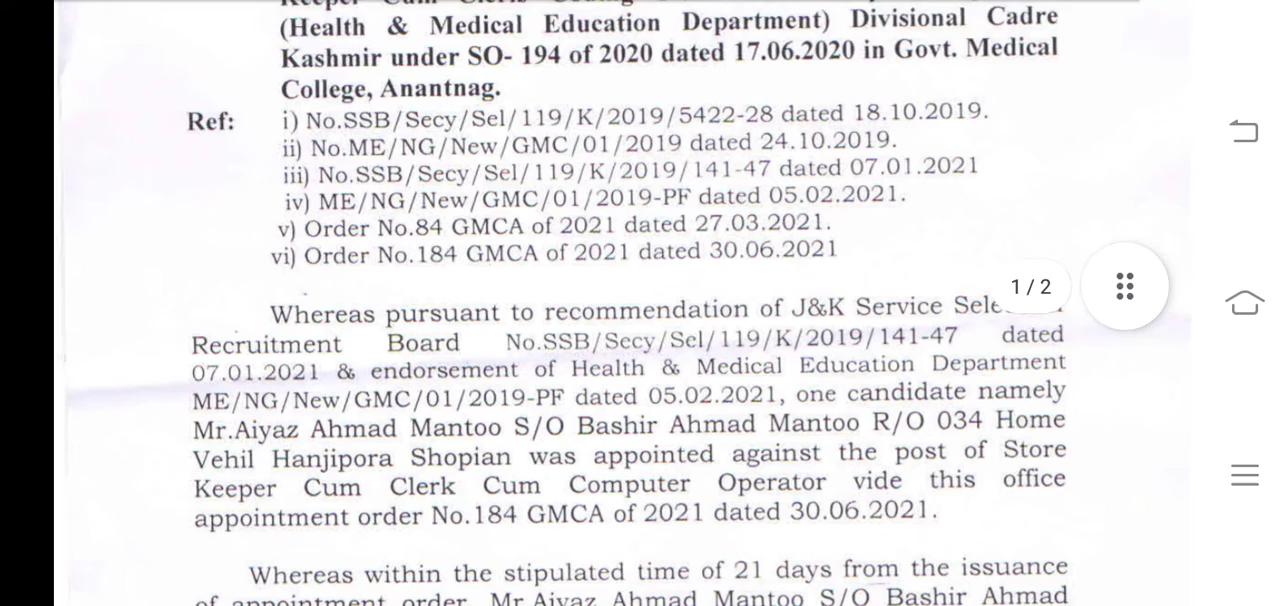 (Health & Medical Education Department) Divisional Cadre
Kashmir under SO- 194 of 2020 dated 17.06.2020 in Govt. Medical
College, Anantnag.
Ref: i) No.SSB/Secy/Sel/119/K/2019/5422-28 dated 18.10.2019.
ii) No.ME/NG/New/GMC/01/2019 dated 24.10.2019.
iii) No.SSB/Secy/Sel/119/K/2019/141-47 dated 07.01.2021
iv) ME/NG/New/GMC/01/2019-PF dated 05.02.2021.
v) Order No.84 GMCA of 2021 dated 27.03.2021.
vi) Order No.184 GMCA of 2021 dated 30.06.2021
1 / 2
Whereas pursuant to recommendation of J&K Service
Recruitment Board No.SSB/Secy/Sel/119/K/2019/141-47 dated
07.01.2021 & endorsement of Health & Medical Education Department
ME/NG/New/GMC/01/2019-PF dated 05.02.2021, one candidate namely
Mr.Aiyaz Ahmad Mantoo S/O Bashir Ahmad Mantoo R/O 034 Home
Vehil Hanjipora Shopian was appointed against the post of Store
Keeper Cum Clerk Cum Computer Operator vide this office
appointment order No.184 GMCA of 2021 dated 30.06.2021.
Whereas within the stipulated time of 21 days from the issuance
of appointment order, Mr.Aiyaz Ahmad Mantoo S/O Bashir Ahmad